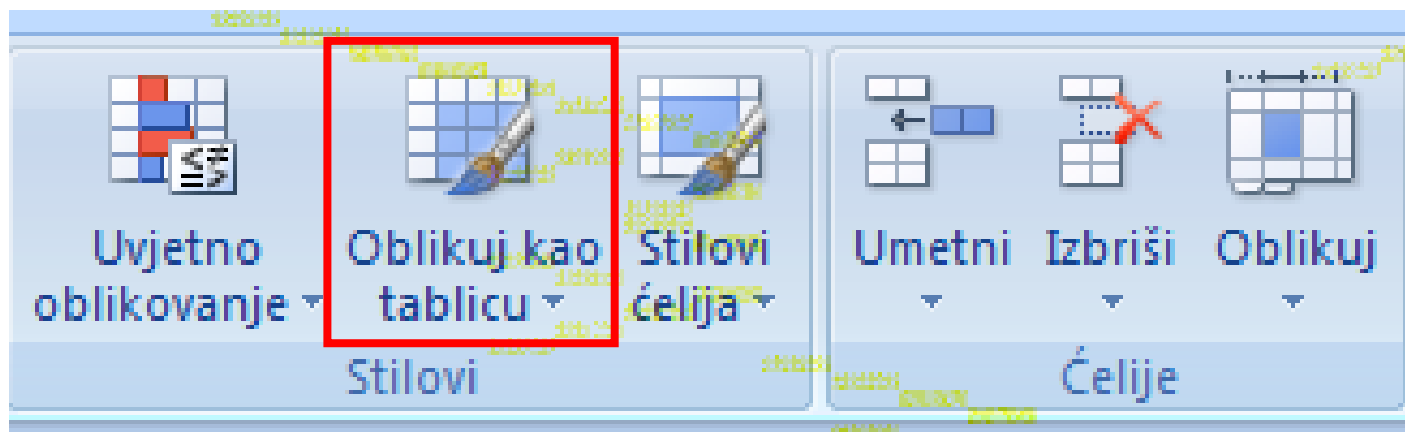 Uvjetno
oblikovanje
Oblikuj kao
tablicu
Stilovi
ćelija
Umetni
Izbriši
Oblikuj
Stilovi
Ćelije